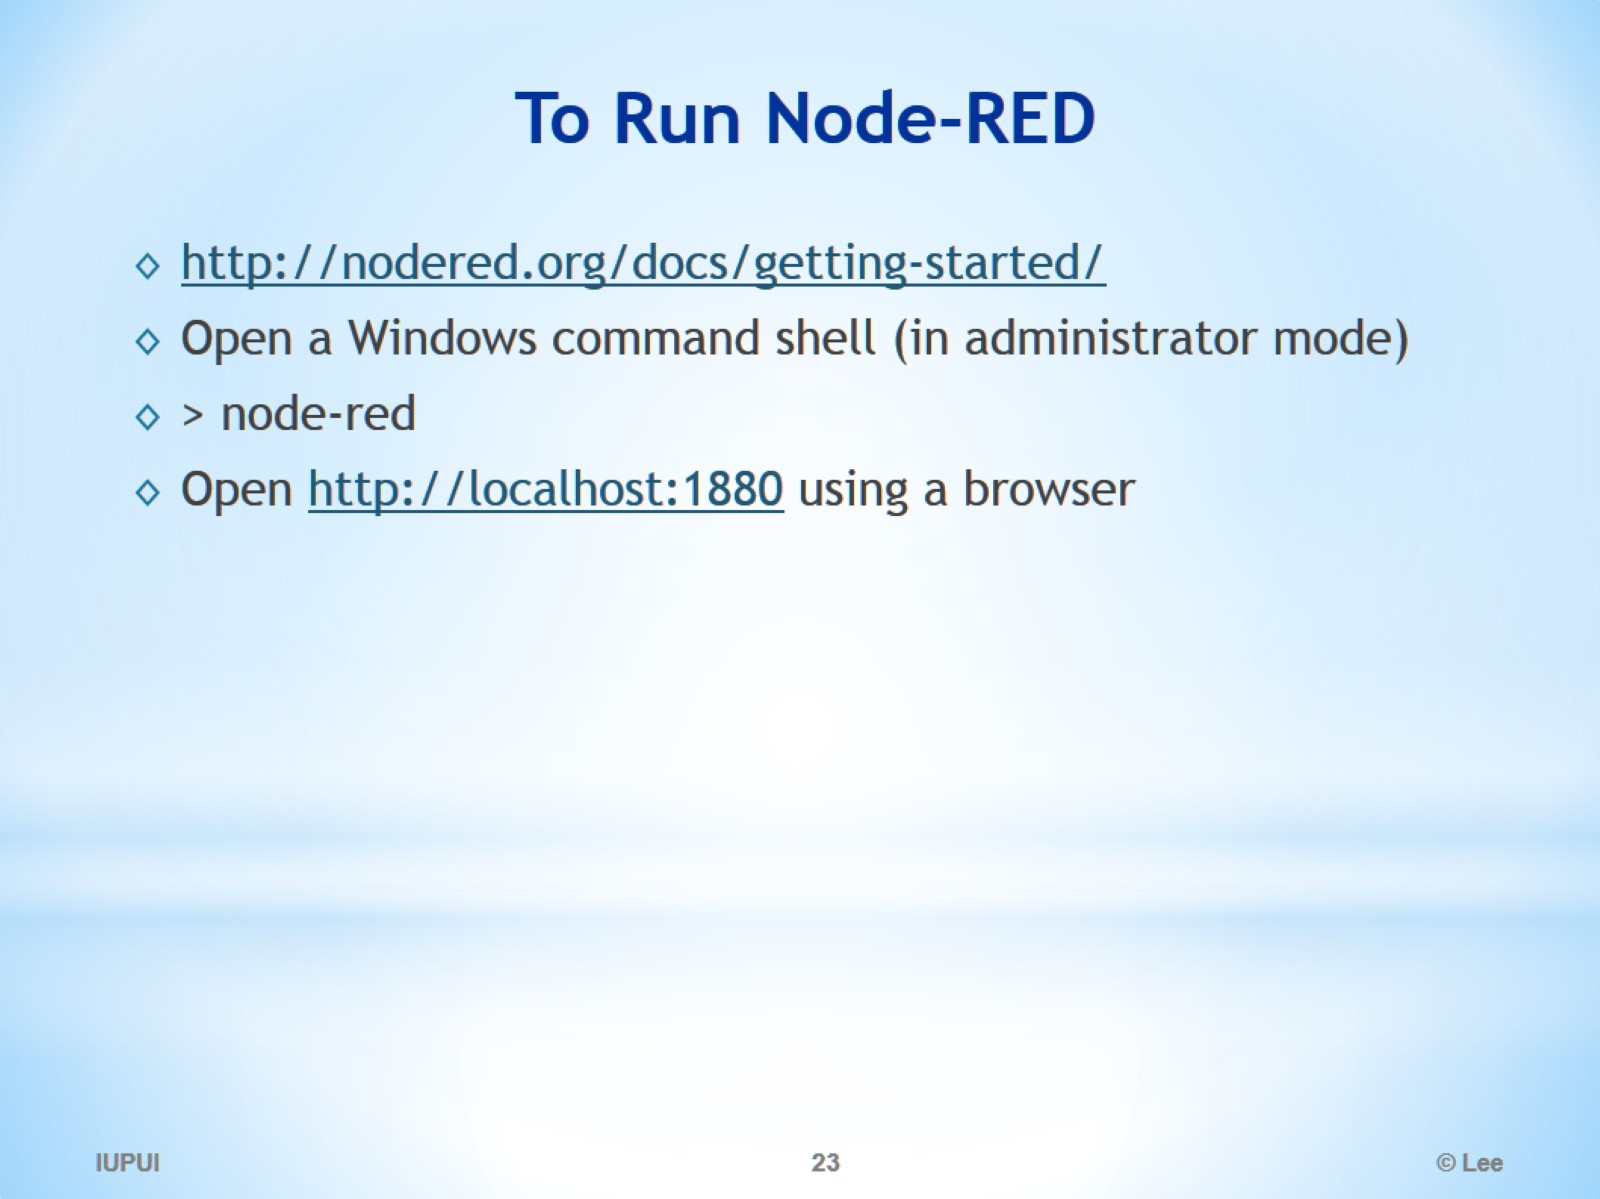 To Run Node-RED
◇ http://nodered.org/docs/getting-started/
◇ Open a Windows command shell (in administrator mode)
◇ > node-red
◇ Open http://localhost:1880 using a browser
IUPUI 23 © Lee